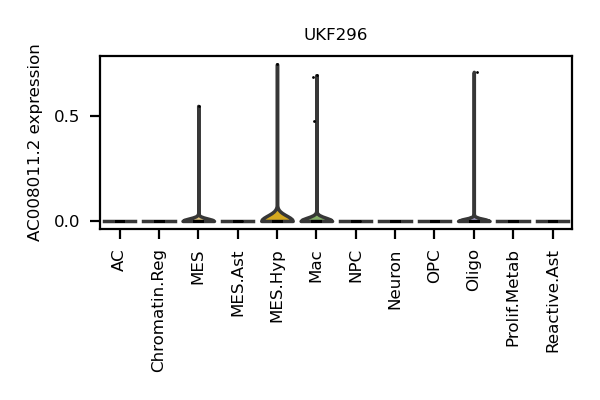 UKF296
AC008011.2 expression
0.5
0.0
AC
Chromatin.Reg
MES
MES.Ast
MES.Hyp
Mac
NPC
Neuron
OPC
Oligo
Prolif.Metab
Reactive.Ast